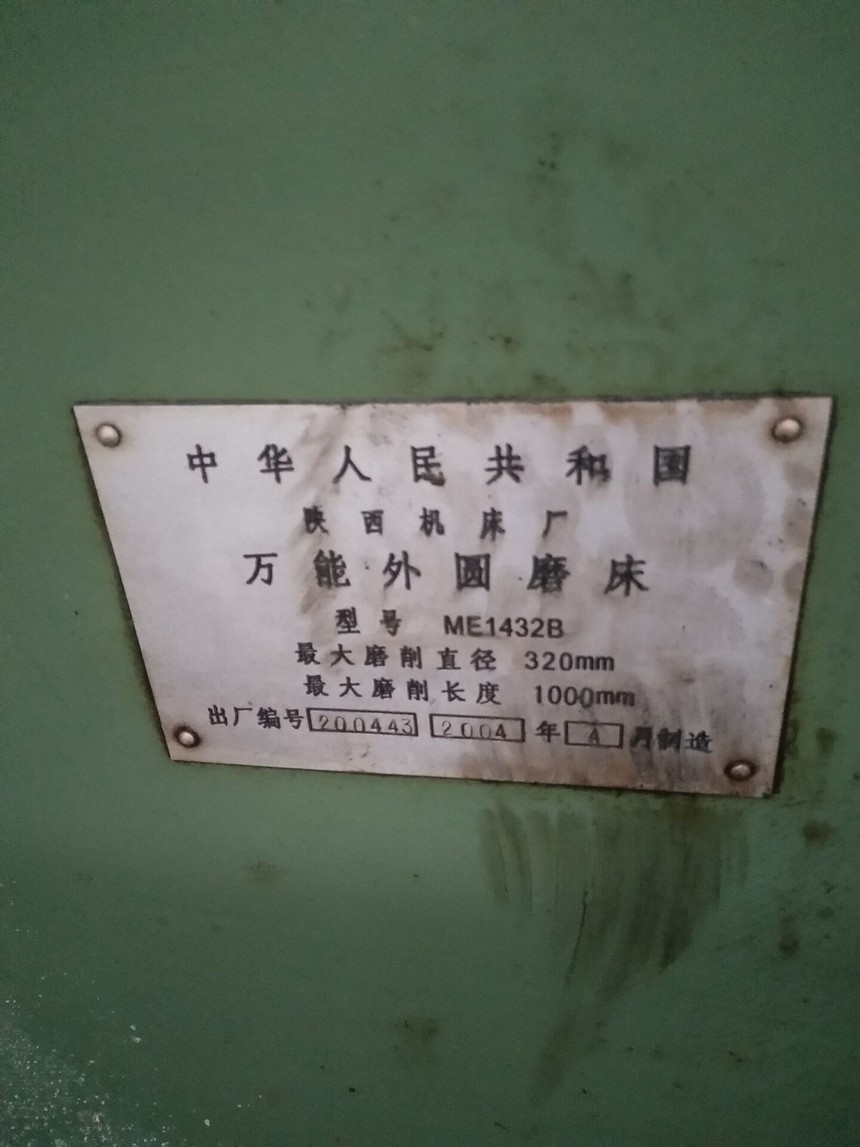 中华人民共和国
陕西机床厂
万能外圆磨床
型号 ME1432B
最大磨削直径 320mm
最大磨削长度 1000mm
出厂编号 200443 2004 年 4 月制造